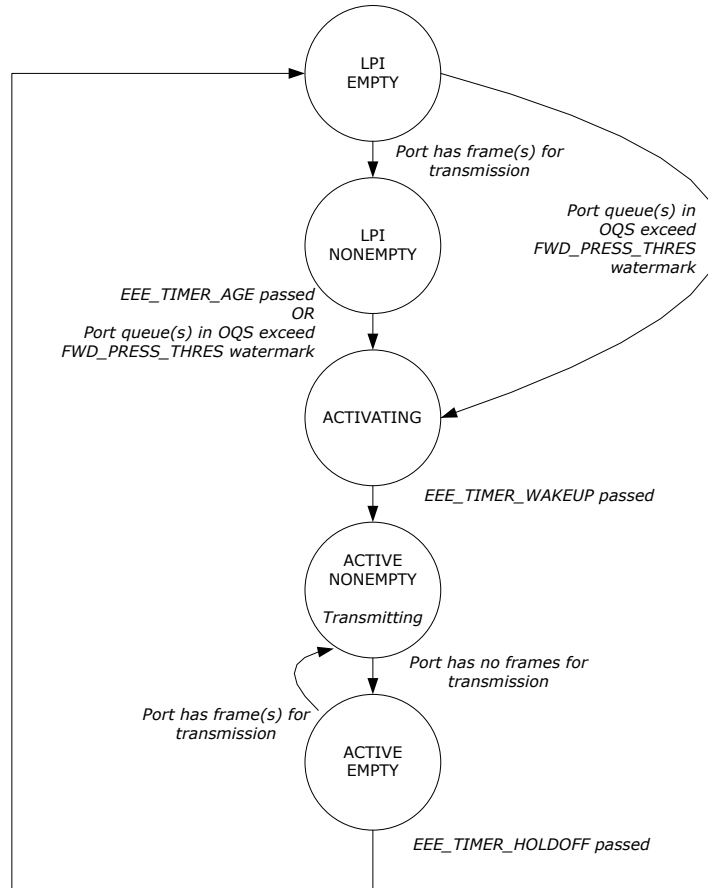 LPI
EMPTY
Port has frame(s) for
transmission
Port queue(s) in
OQS exceed
FWD_PRESS_THRES
watermark
LPI
NONEMPTY
EEE_TIMER_AGE passed
OR
Port queue(s) in OQS exceed
FWD_PRESS_THRES watermark
ACTIVATING
EEE_TIMER_WAKEUP passed
ACTIVE
NONEMPTY
Transmitting
Port has no frames for
transmission
Port has frame(s) for
transmission
ACTIVE
EMPTY
EEE_TIMER_HOLDOFF passed